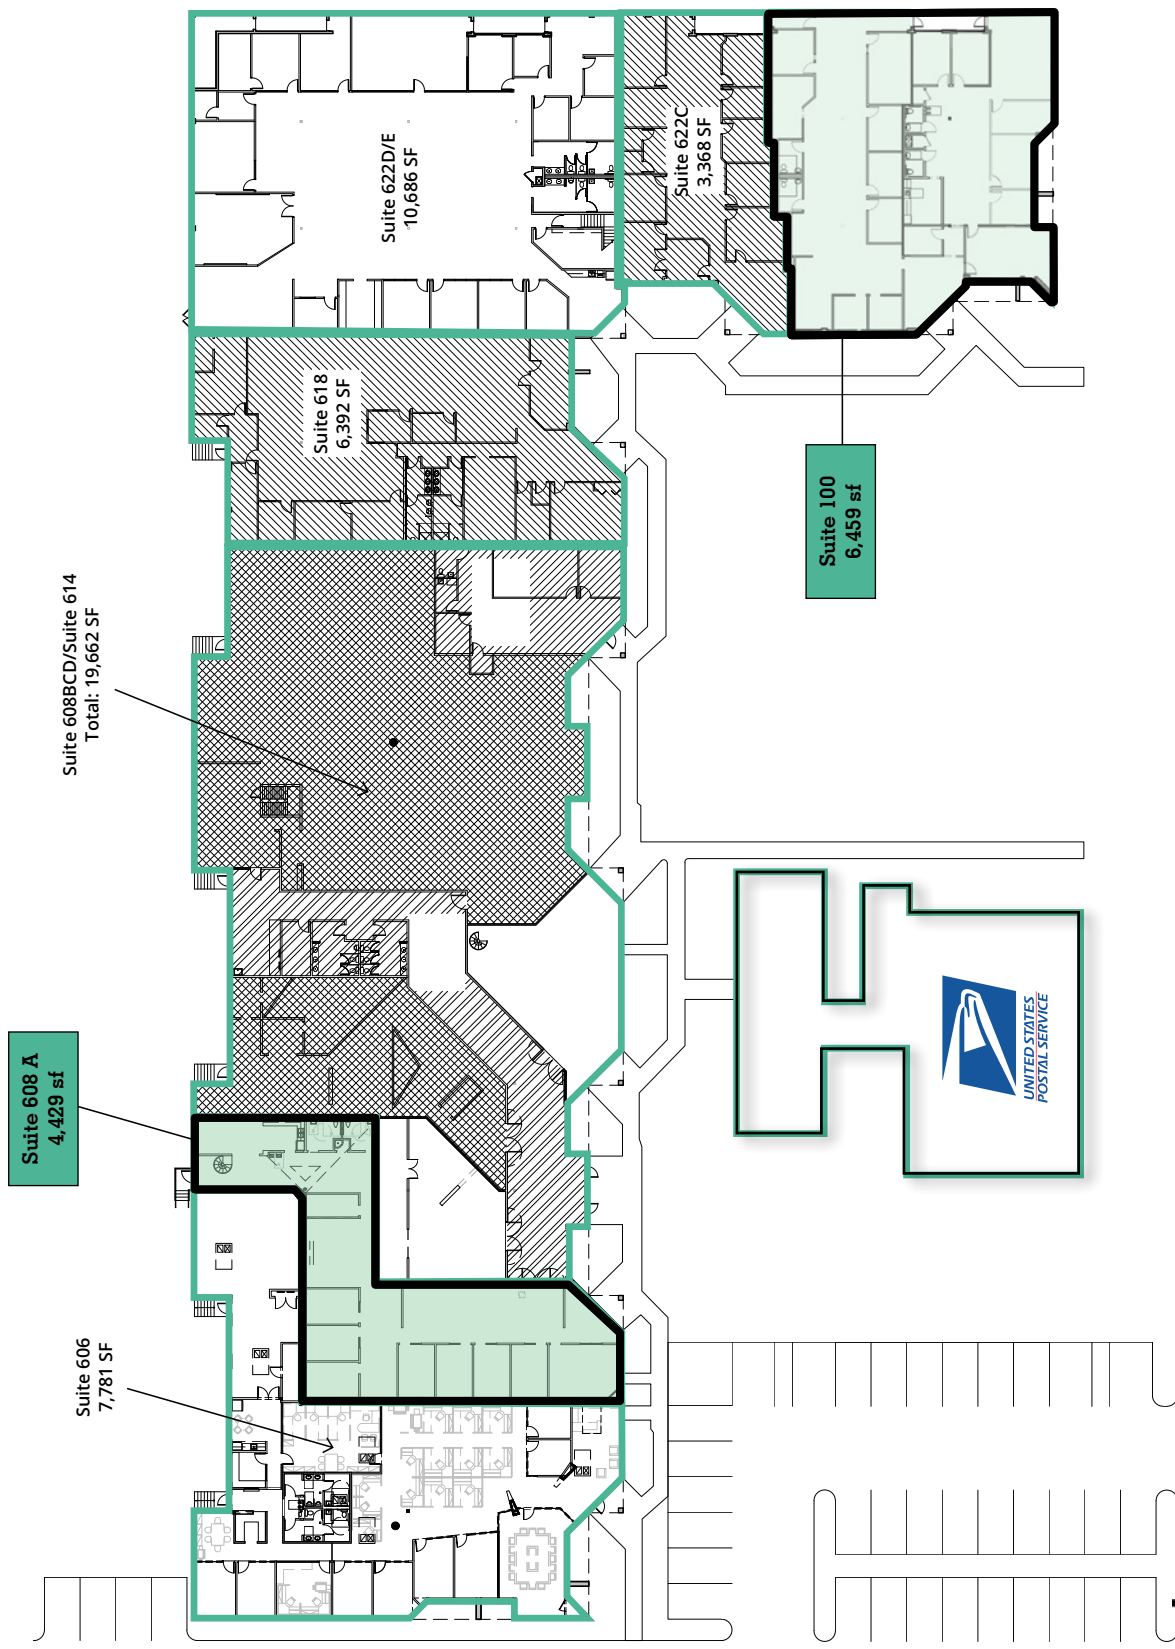 Suite 622D/E
10,686 SF
Suite 622C
3,368 SF
Suite 618
6,392 SF
Suite 100
6,459 sf
Suite 608BCD/Suite 614
Total: 19,662 SF
Suite 608 A
4,429 sf
UNITED STATES
POSTAL SERVICE
Suite 606
7,781 SF